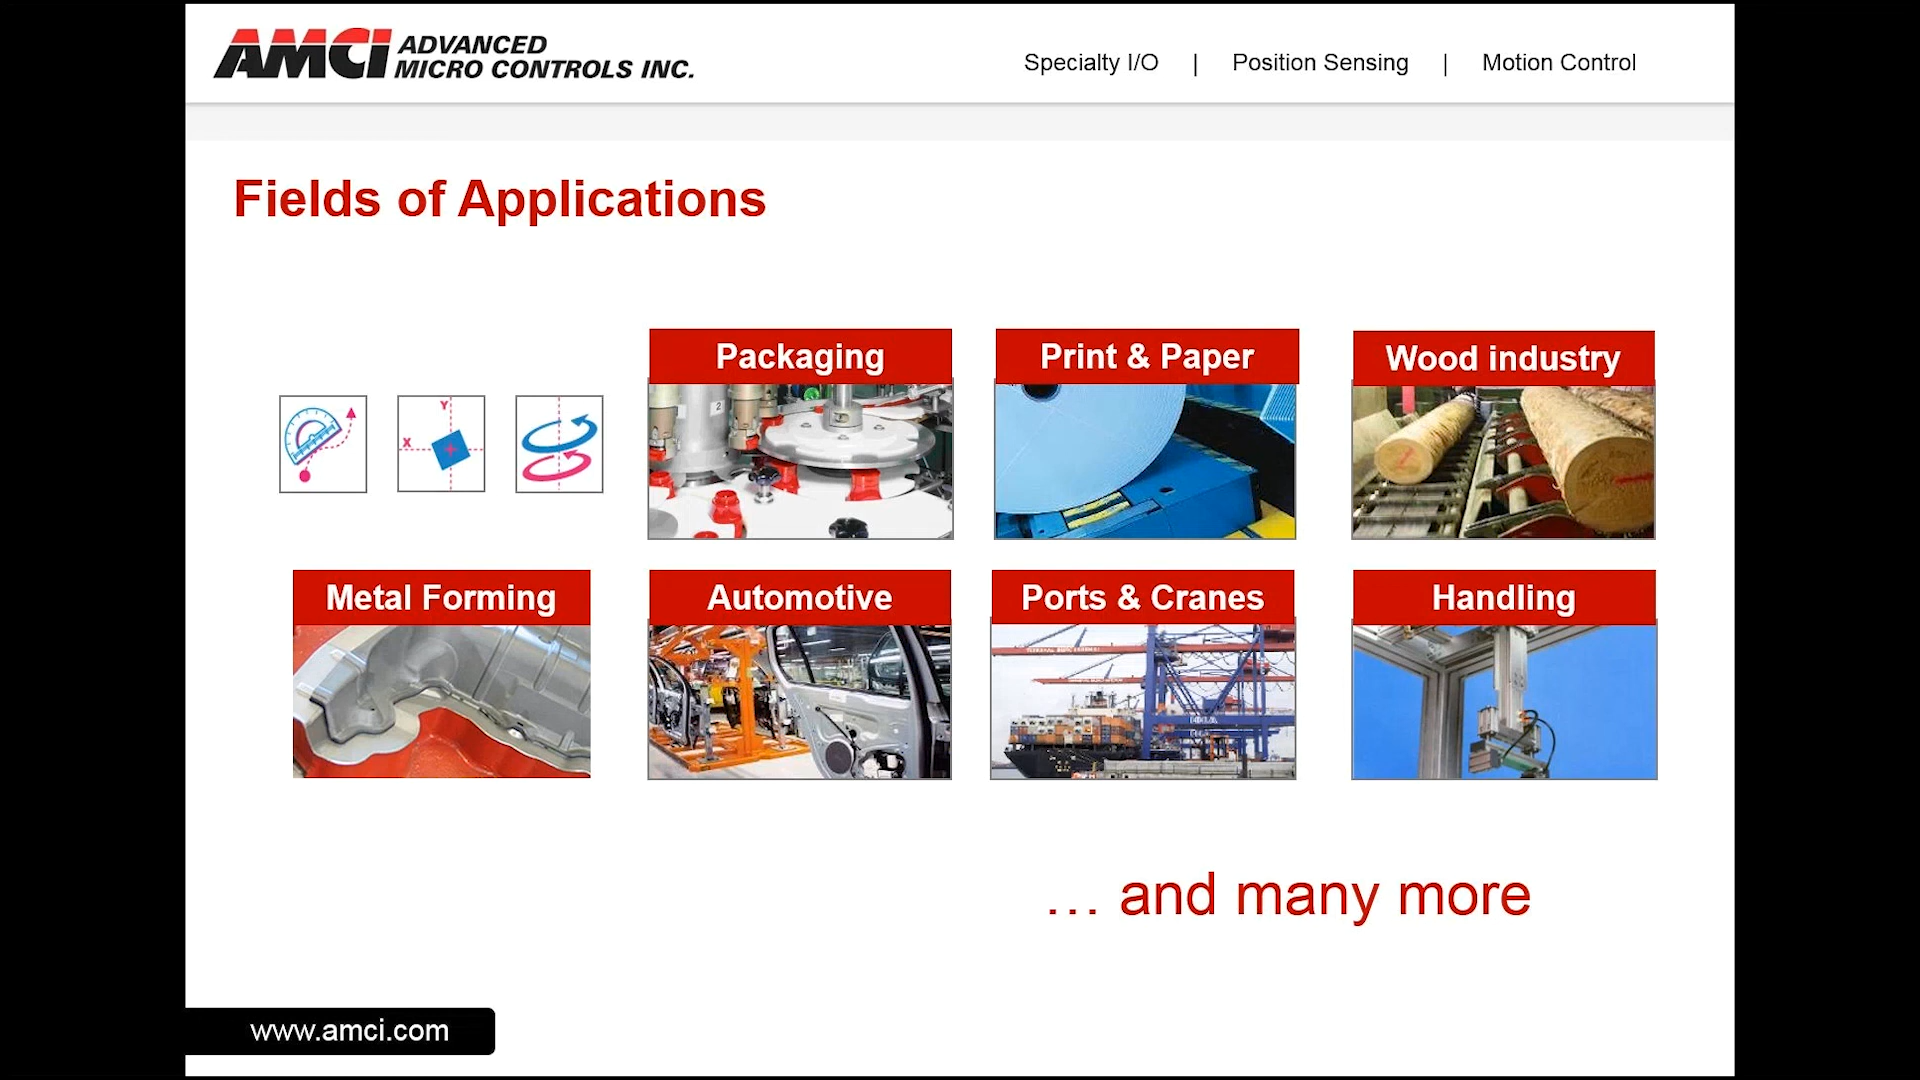 AMCI ADVANCED
MICRO CONTROLS INC.
Specialty I/O | Position Sensing | Motion Control
Fields of Applications
Packaging
Print & Paper
Wood industry
2
Y
X
Metal Forming
Automotive
Ports & Cranes
Handling
… and many more
www.amci.com